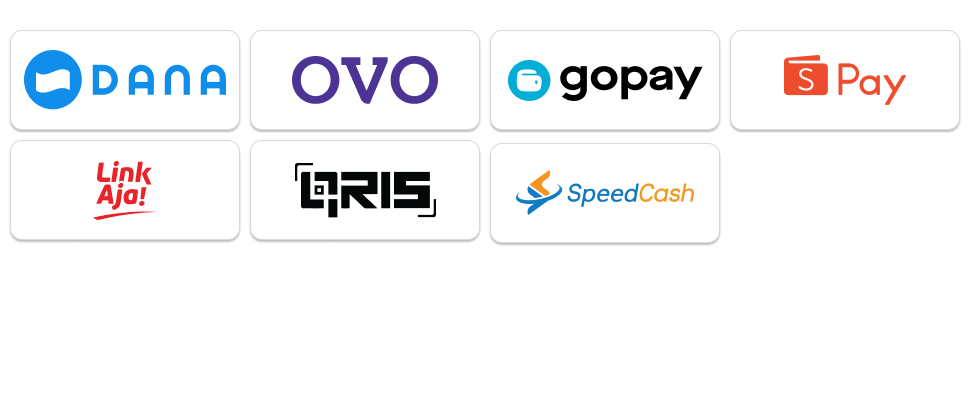 DANA
OVO
gopay
S Pay
Link
Aja!
QRIS
SpeedCash